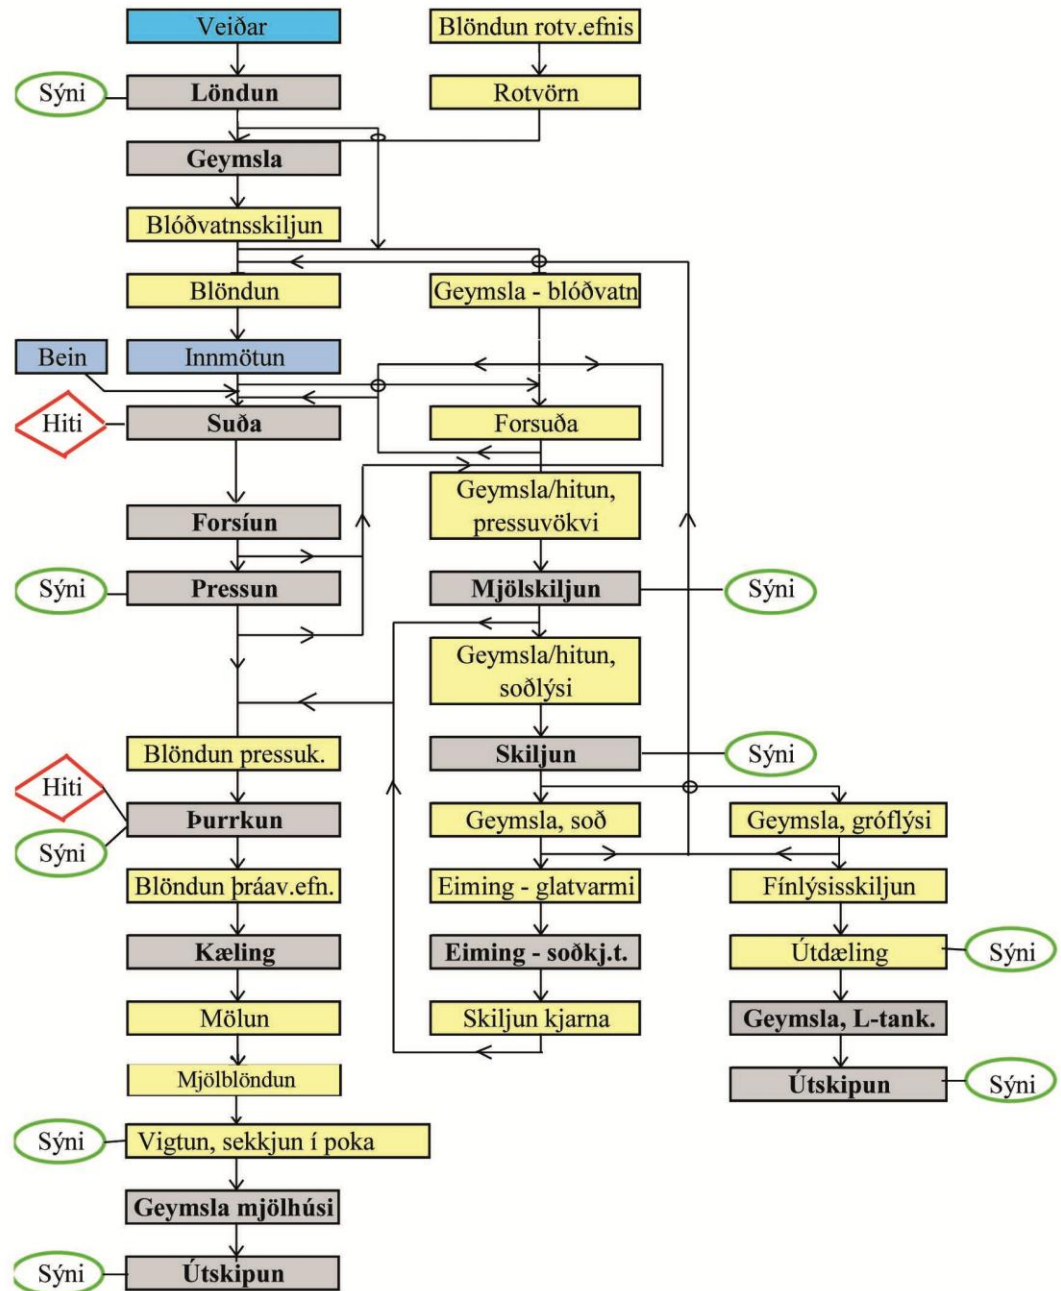 Veiðar
Blöndun rotv.efnis
Sýni
Löndun
Rotvörn
Geymsla
Blóðvatnsskiljun
Blöndun
Geymsla - blóðvatn
Bein
Innmötun
Hiti
Suða
Forsuða
Geymsla/hitun,
pressuvökvi
Forsíun
Sýni
Pressun
Mjölskiljun
Sýni
Geymsla/hitun,
soðlýsi
Blöndun pressuk.
Skiljun
Sýni
Hiti
Þurrkun
Sýni
Geymsla, soð
Geymsla, gróflýsi
Blöndun þráav.efn.
Eiming - glatvarmi
Fínlýsisskiljun
Kæling
Eiming - soðkj.t.
Útdæling
Sýni
Mölun
Skiljun kjarna
Geymsla, L-tank.
Mjölblöndun
Útskipun
Sýni
Sýni
Vigtun, sekkjun í poka
Geymsla mjölhúsi
Sýni
Útskipun